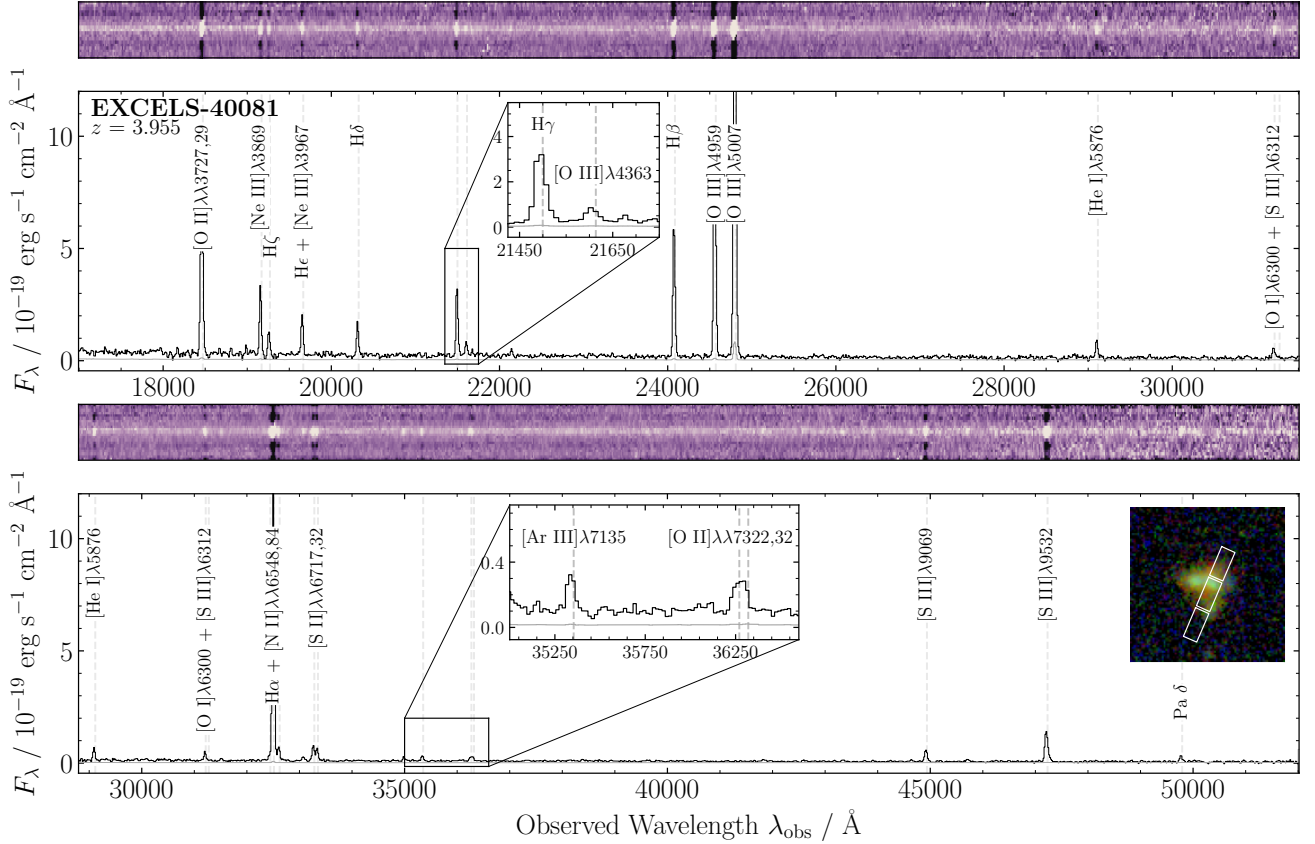 EXCELS-40081
z = 3.955
[O II]λλ3727,29
[Ne III]λ3869
Hζ
Hϵ + [Ne III]λ3967
Hδ
Hγ
[O III]λ4363
Hβ
[O III]λ4959
[O III]λ5007
[He I]λ5876
[O I]λ6300 + [S III]λ6312
4
2
0
21450
21650
10
5
0
F_λ / 10⁻¹⁹ erg s⁻¹ cm⁻² Å⁻¹
18000 20000 22000 24000 26000 28000 30000
[He I]λ5876
[O I]λ6300 + [S III]λ6312
Hα + [N II]λλ6548,84
[S II]λλ6717,32
[Ar III]λ7135
[O II]λλ7322,32
0.4
0.0
35250 35750 36250
[S III]λ9069
[S III]λ9532
Pa δ
10
5
0
F_λ / 10⁻¹⁹ erg s⁻¹ cm⁻² Å⁻¹
30000 35000 40000 45000 50000
Observed Wavelength λ_obs / Å